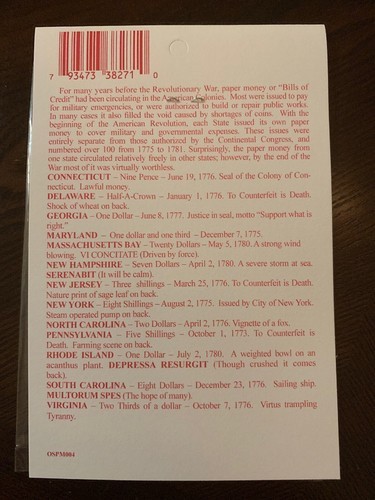 7 93473 38271 0
For many years before the Revolutionary War, paper money or "Bills of
Credit" had been circulating in the American Colonies. Most were issued to pay
for military emergencies, or were authorized to build or repair public works.
In many cases it also filled the void caused by shortages of coins. With the
beginning of the American Revolution, each State issued its own paper
money to cover military and governmental expenses. These issues were
entirely separate from those authorized by the Continental Congress, and
numbered over 100 from 1775 to 1781. Surprisingly, the paper money from
one state circulated relatively freely in other states; however, by the end of the
War most of it was virtually worthless.
CONNECTICUT – Nine Pence – June 19, 1776. Seal of the Colony of Con-
necticut. Lawful money.
DELAWARE – Half-A-Crown – January 1, 1776. To Counterfeit is Death.
Shock of wheat on back.
GEORGIA – One Dollar – June 8, 1777. Justice in seal, motto "Support what is
right."
MARYLAND – One dollar and one third – December 7, 1775.
MASSACHUSETTS BAY – Twenty Dollars – May 5, 1780. A strong wind
blowing. VI CONCITATE (Driven by force).
NEW HAMPSHIRE – Seven Dollars – April 2, 1780. A severe storm at sea.
SERENABIT (It will be calm).
NEW JERSEY – Three shillings – March 25, 1776. To Counterfeit is Death.
Nature print of sage leaf on back.
NEW YORK – Eight Shillings – August 2, 1775. Issued by City of New York.
Steam operated pump on back.
NORTH CAROLINA – Two Dollars – April 2, 1776. Vignette of a fox.
PENNSYLVANIA – Five Shillings – October 1, 1773. To Counterfeit is
Death. Farming scene on back.
RHODE ISLAND – One Dollar – July 2, 1780. A weighted bowl on an
acanthus plant. DEPRESSA RESURGIT (Though crushed it comes
back).
SOUTH CAROLINA – Eight Dollars – December 23, 1776. Sailing ship.
MULTORUM SPES (The hope of many).
VIRGINIA – Two Thirds of a dollar – October 7, 1776. Virtus trampling
Tyranny.
OSPM004